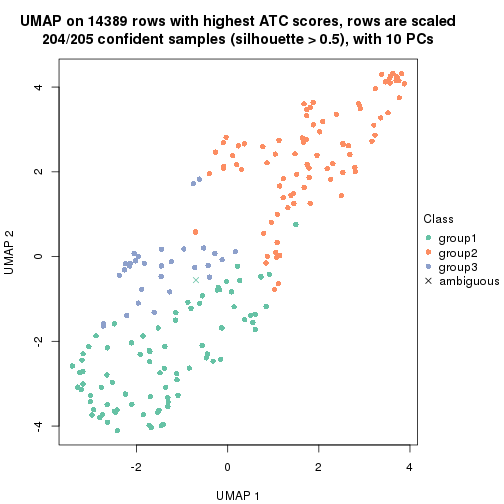 UMAP on 14389 rows with highest ATC scores, rows are scaled
204/205 confident samples (silhouette > 0.5), with 10 PCs
4
2
0
-2
-4
UMAP 2
-2
0
2
4
UMAP 1
Class
group1
group2
group3
ambiguous